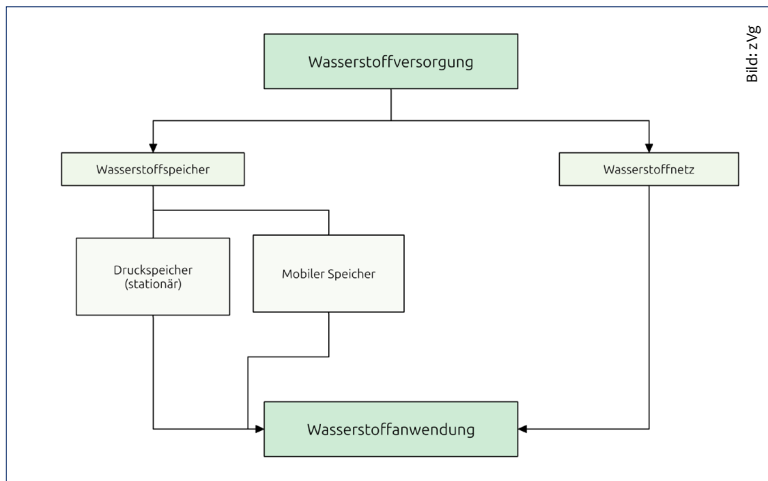 Wasserstoffversorgung
Bild: zVg
Wasserstoffspeicher
Wasserstoffnetz
Druckspeicher
(stationär)
Mobiler Speicher
Wasserstoffanwendung